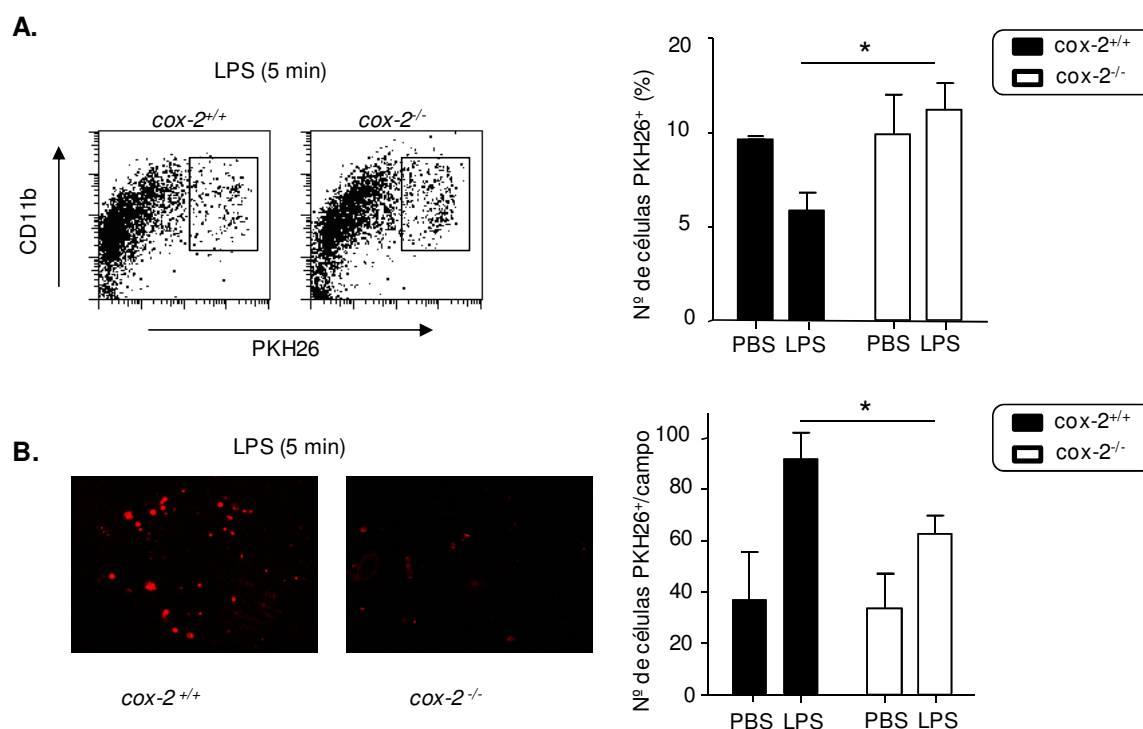 A.
LPS (5 min)
cox-2+/+ cox-2-/-
CD11b
PKH26
Nº de células PKH26+ (%)
20
10
5
0
*
PBS LPS PBS LPS
cox-2+/+
cox-2-/-
B.
LPS (5 min)
cox-2 +/+ cox-2 -/-
Nº de células PKH26+/campo
100
80
60
40
20
0
*
PBS LPS PBS LPS
cox-2+/+
cox-2-/-